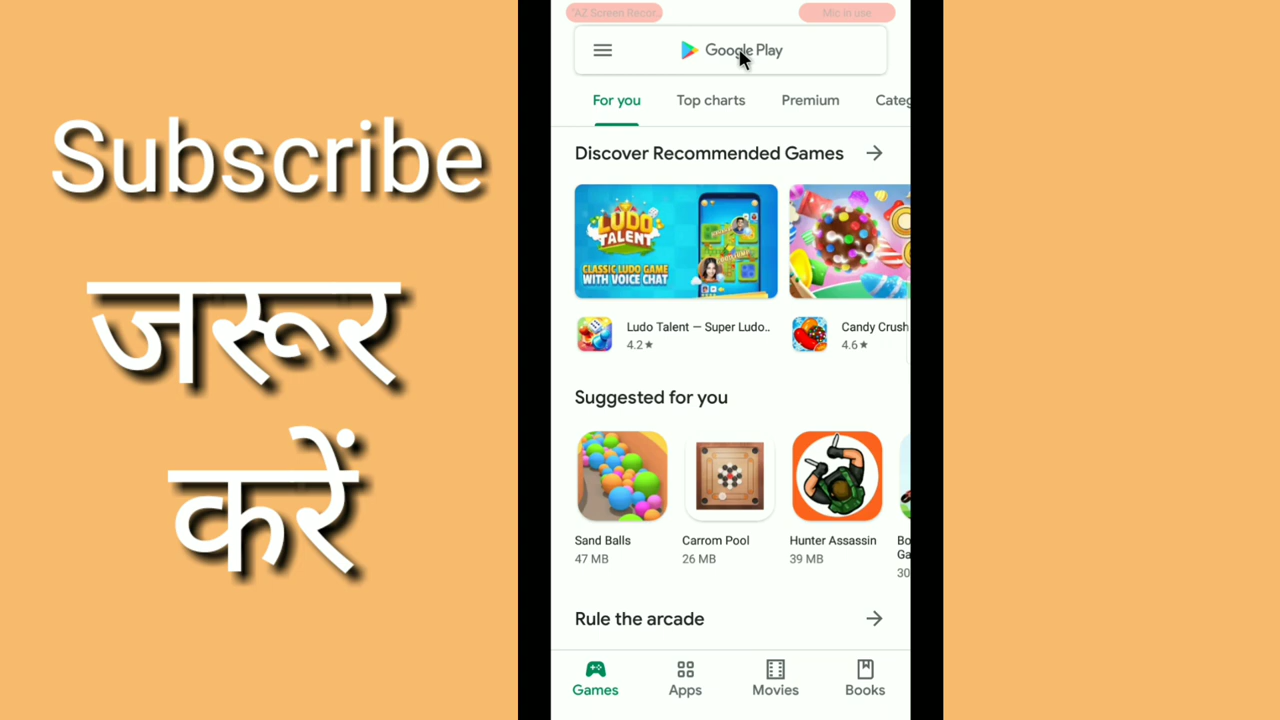 Subscribe
जरूर
करें
"AZ Screen Recor..
Mic in use
Google Play
For you
Top charts
Premium
Categ
Discover Recommended Games
LUDO
TALENT
CLASSIC LUDO GAME
WITH VOICE CHAT
Ludo Talent — Super Ludo..
4.2★
Candy Crush
4.6★
Suggested for you
Sand Balls
47 MB
Carrom Pool
26 MB
Hunter Assassin
39 MB
Bo
Ga
30
Rule the arcade
Games
Apps
Movies
Books